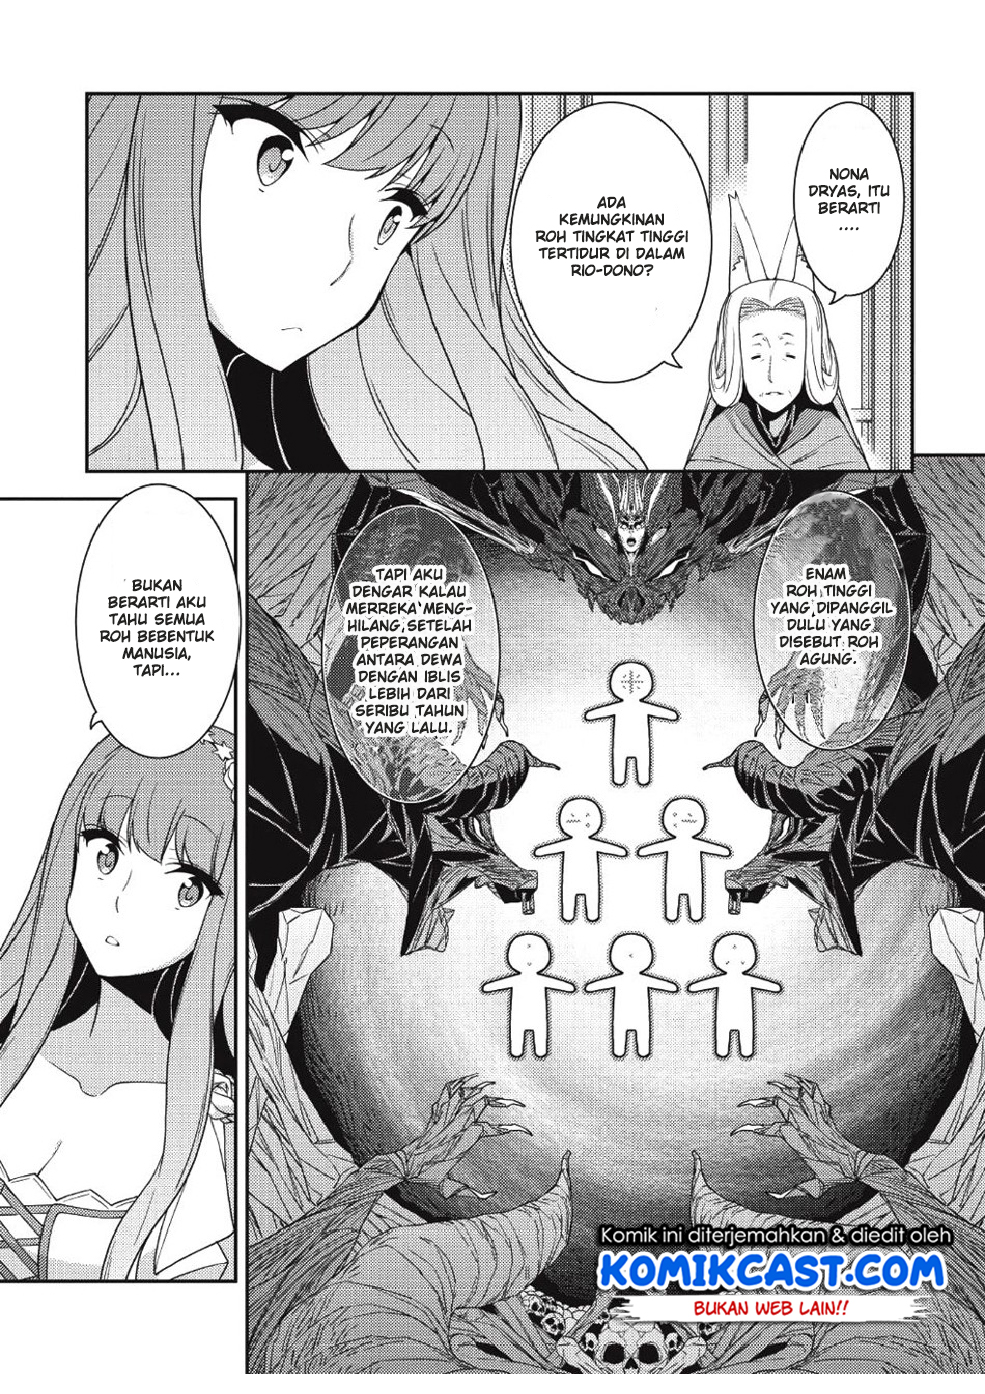 NONA
DRYAS, ITU
BERARTI
....
ADA
KEMUNGKINAN
ROH TINGKAT TINGGI
TERTIDUR DI DALAM
RIO-DONO?
ENAM
ROH TINGGI
YANG DIPANGGIL
DULU YANG
DISEBUT ROH
AGUNG.
TAPI AKU
DENGAR KALAU
MERREKA MENG-
HILANG SETELAH
PEPERANGAN
ANTARA DEWA
DENGAN IBLIS
LEBIH DARI
SERIBU TAHUN
YANG LALU.
BUKAN
BERARTI AKU
TAHU SEMUA
ROH BEBENTUK
MANUSIA,
TAPI...
Komik ini diterjemahkan & diedit oleh
KOMIKCAST.COM
BUKAN WEB LAIN!!